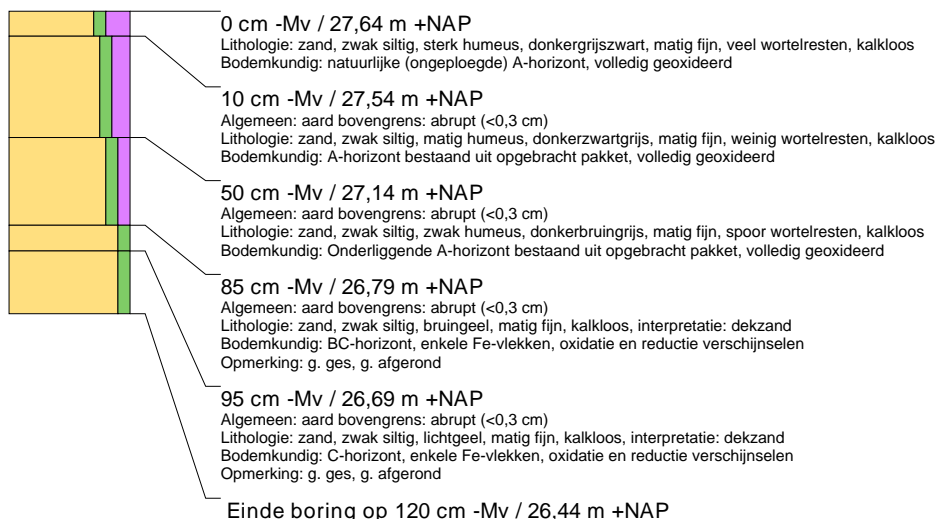 0 cm -Mv / 27,64 m +NAP
Lithologie: zand, zwak siltig, sterk humeus, donkergrijszwart, matig fijn, veel wortelresten, kalkloos
Bodemkundig: natuurlijke (ongeploegde) A-horizont, volledig geoxideerd
10 cm -Mv / 27,54 m +NAP
Algemeen: aard bovengrens: abrupt (<0,3 cm)
Lithologie: zand, zwak siltig, matig humeus, donkerzwartgrijs, matig fijn, weinig wortelresten, kalkloos
Bodemkundig: A-horizont bestaand uit opgebracht pakket, volledig geoxideerd
50 cm -Mv / 27,14 m +NAP
Algemeen: aard bovengrens: abrupt (<0,3 cm)
Lithologie: zand, zwak siltig, zwak humeus, donkerbruingrijs, matig fijn, spoor wortelresten, kalkloos
Bodemkundig: Onderliggende A-horizont bestaand uit opgebracht pakket, volledig geoxideerd
85 cm -Mv / 26,79 m +NAP
Algemeen: aard bovengrens: abrupt (<0,3 cm)
Lithologie: zand, zwak siltig, bruingeel, matig fijn, kalkloos, interpretatie: dekzand
Bodemkundig: BC-horizont, enkele Fe-vlekken, oxidatie en reductie verschijnselen
Opmerking: g. ges, g. afgerond
95 cm -Mv / 26,69 m +NAP
Algemeen: aard bovengrens: abrupt (<0,3 cm)
Lithologie: zand, zwak siltig, lichtgeel, matig fijn, kalkloos, interpretatie: dekzand
Bodemkundig: C-horizont, enkele Fe-vlekken, oxidatie en reductie verschijnselen
Opmerking: g. ges, g. afgerond
Einde boring op 120 cm -Mv / 26,44 m +NAP